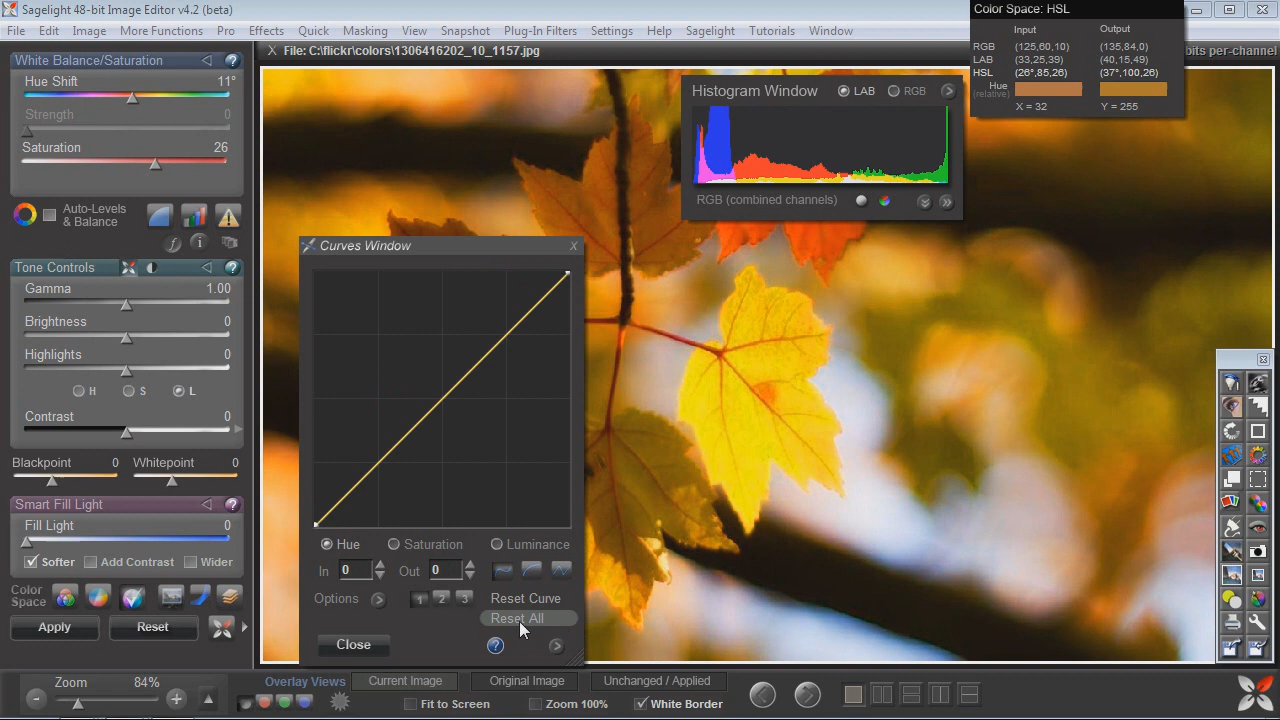 Sagelight 48-bit Image Editor v4.2 (beta)
File Edit Image More Functions Pro Effects Quick Masking View Snapshot Plug-In Filters Settings Help Sagelight Tutorials Window
X File: C:\flickr\colors\1306416202_10_1157.jpg
bits per-channel
Color Space: HSL
Input Output
RGB (125,60,10) (135,84,0)
LAB (33,25,39) (40,15,49)
HSL (26°,85,26) (37°,100,26)
Hue
(relative)
X = 32 Y = 255
White Balance/Saturation ?
Hue Shift 11°
Strength 0
Saturation 26
Auto-Levels
& Balance
Tone Controls ?
Gamma 1.00
Brightness 0
Highlights 0
H S L
Contrast 0
Blackpoint 0 Whitepoint 0
Smart Fill Light ?
Fill Light 0
Softer Add Contrast Wider
Color
Space
Apply Reset
Histogram Window LAB RGB
RGB (combined channels)
Curves Window X
Hue Saturation Luminance
In 0 Out 0
Options 1 2 3 Reset Curve
Reset All
Close ?
Zoom 84%
Overlay Views Current Image Original Image Unchanged / Applied
Fit to Screen Zoom 100% White Border